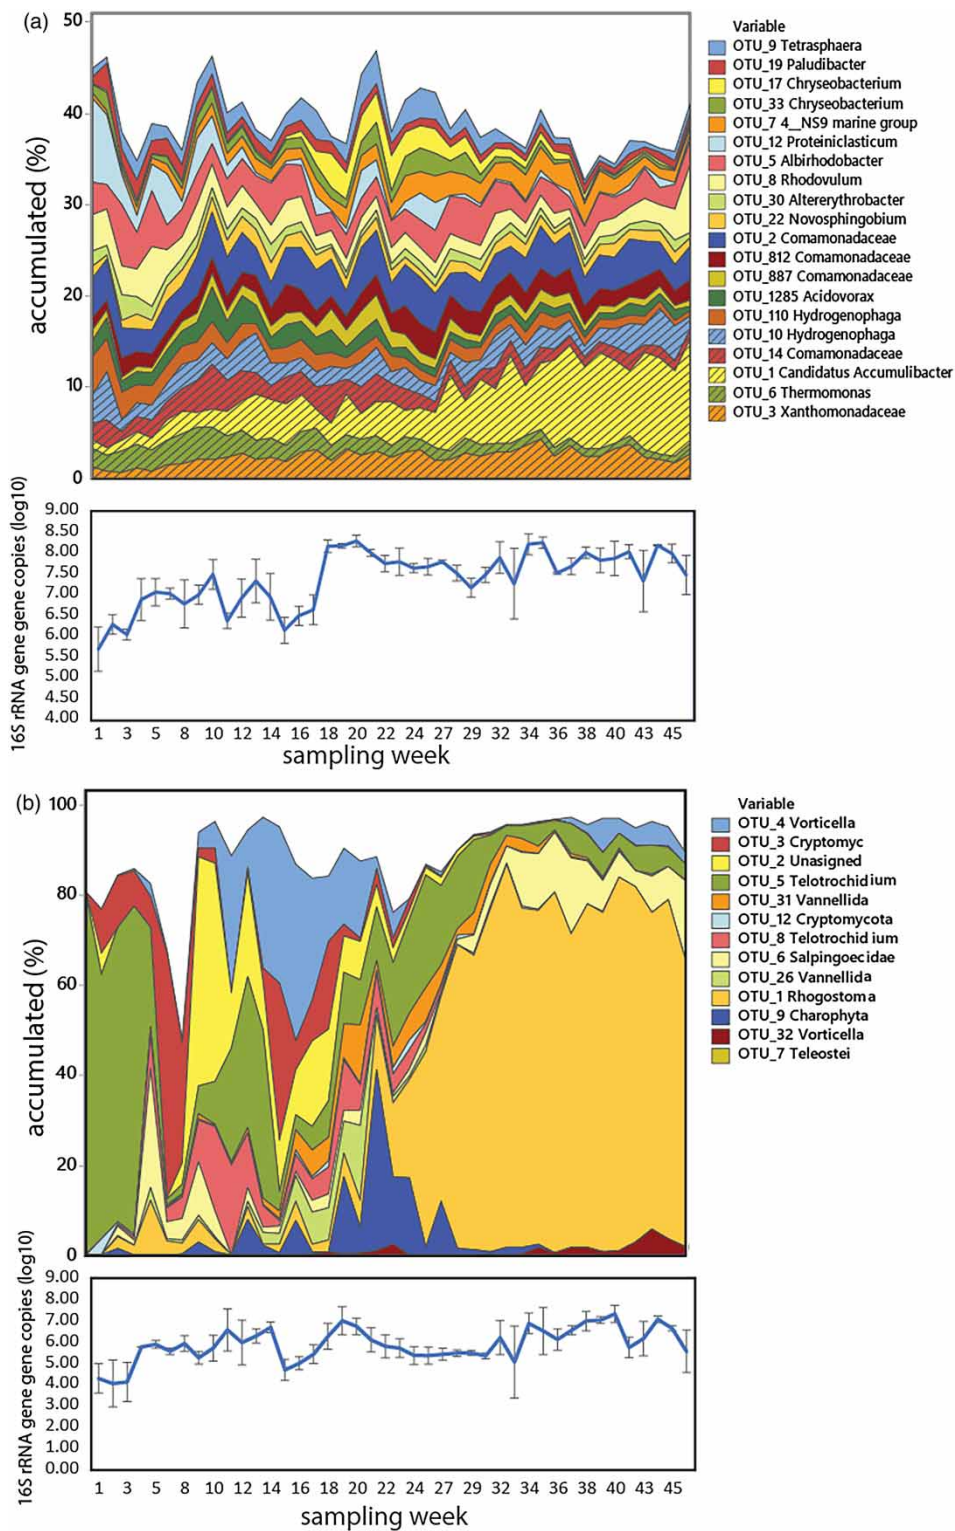 (a)
50
40
30
20
10
0
accumulated (%)
Variable
OTU_9 Tetrasphaera
OTU_19 Paludibacter
OTU_17 Chryseobacterium
OTU_33 Chryseobacterium
OTU_7 4__NS9 marine group
OTU_12 Proteiniclasticum
OTU_5 Albirhodobacter
OTU_8 Rhodovulum
OTU_30 Altererythrobacter
OTU_22 Novosphingobium
OTU_2 Comamonadaceae
OTU_812 Comamonadaceae
OTU_887 Comamonadaceae
OTU_1285 Acidovorax
OTU_110 Hydrogenophaga
OTU_10 Hydrogenophaga
OTU_14 Comamonadaceae
OTU_1 Candidatus Accumulibacter
OTU_6 Thermomonas
OTU_3 Xanthomonadaceae
16S rRNA gene gene copies (log10)
9.00
8.50
8.00
7.50
7.00
6.50
6.00
5.50
5.00
4.50
4.00
1 3 5 8 10 12 14 16 18 20 22 24 27 29 32 34 36 38 40 43 45
sampling week
(b)
100
80
60
40
20
0
accumulated (%)
Variable
OTU_4 Vorticella
OTU_3 Cryptomyc
OTU_2 Unasigned
OTU_5 Telotrochidium
OTU_31 Vannellida
OTU_12 Cryptomycota
OTU_8 Telotrochidium
OTU_6 Salpingoecidae
OTU_26 Vannellida
OTU_1 Rhogostoma
OTU_9 Charophyta
OTU_32 Vorticella
OTU_7 Teleostei
16S rRNA gene gene copies (log10)
9.00
8.00
7.00
6.00
5.00
4.00
3.00
2.00
1.00
0.00
1 3 5 8 10 12 14 16 18 20 22 24 27 29 32 34 36 38 40 43 45
sampling week